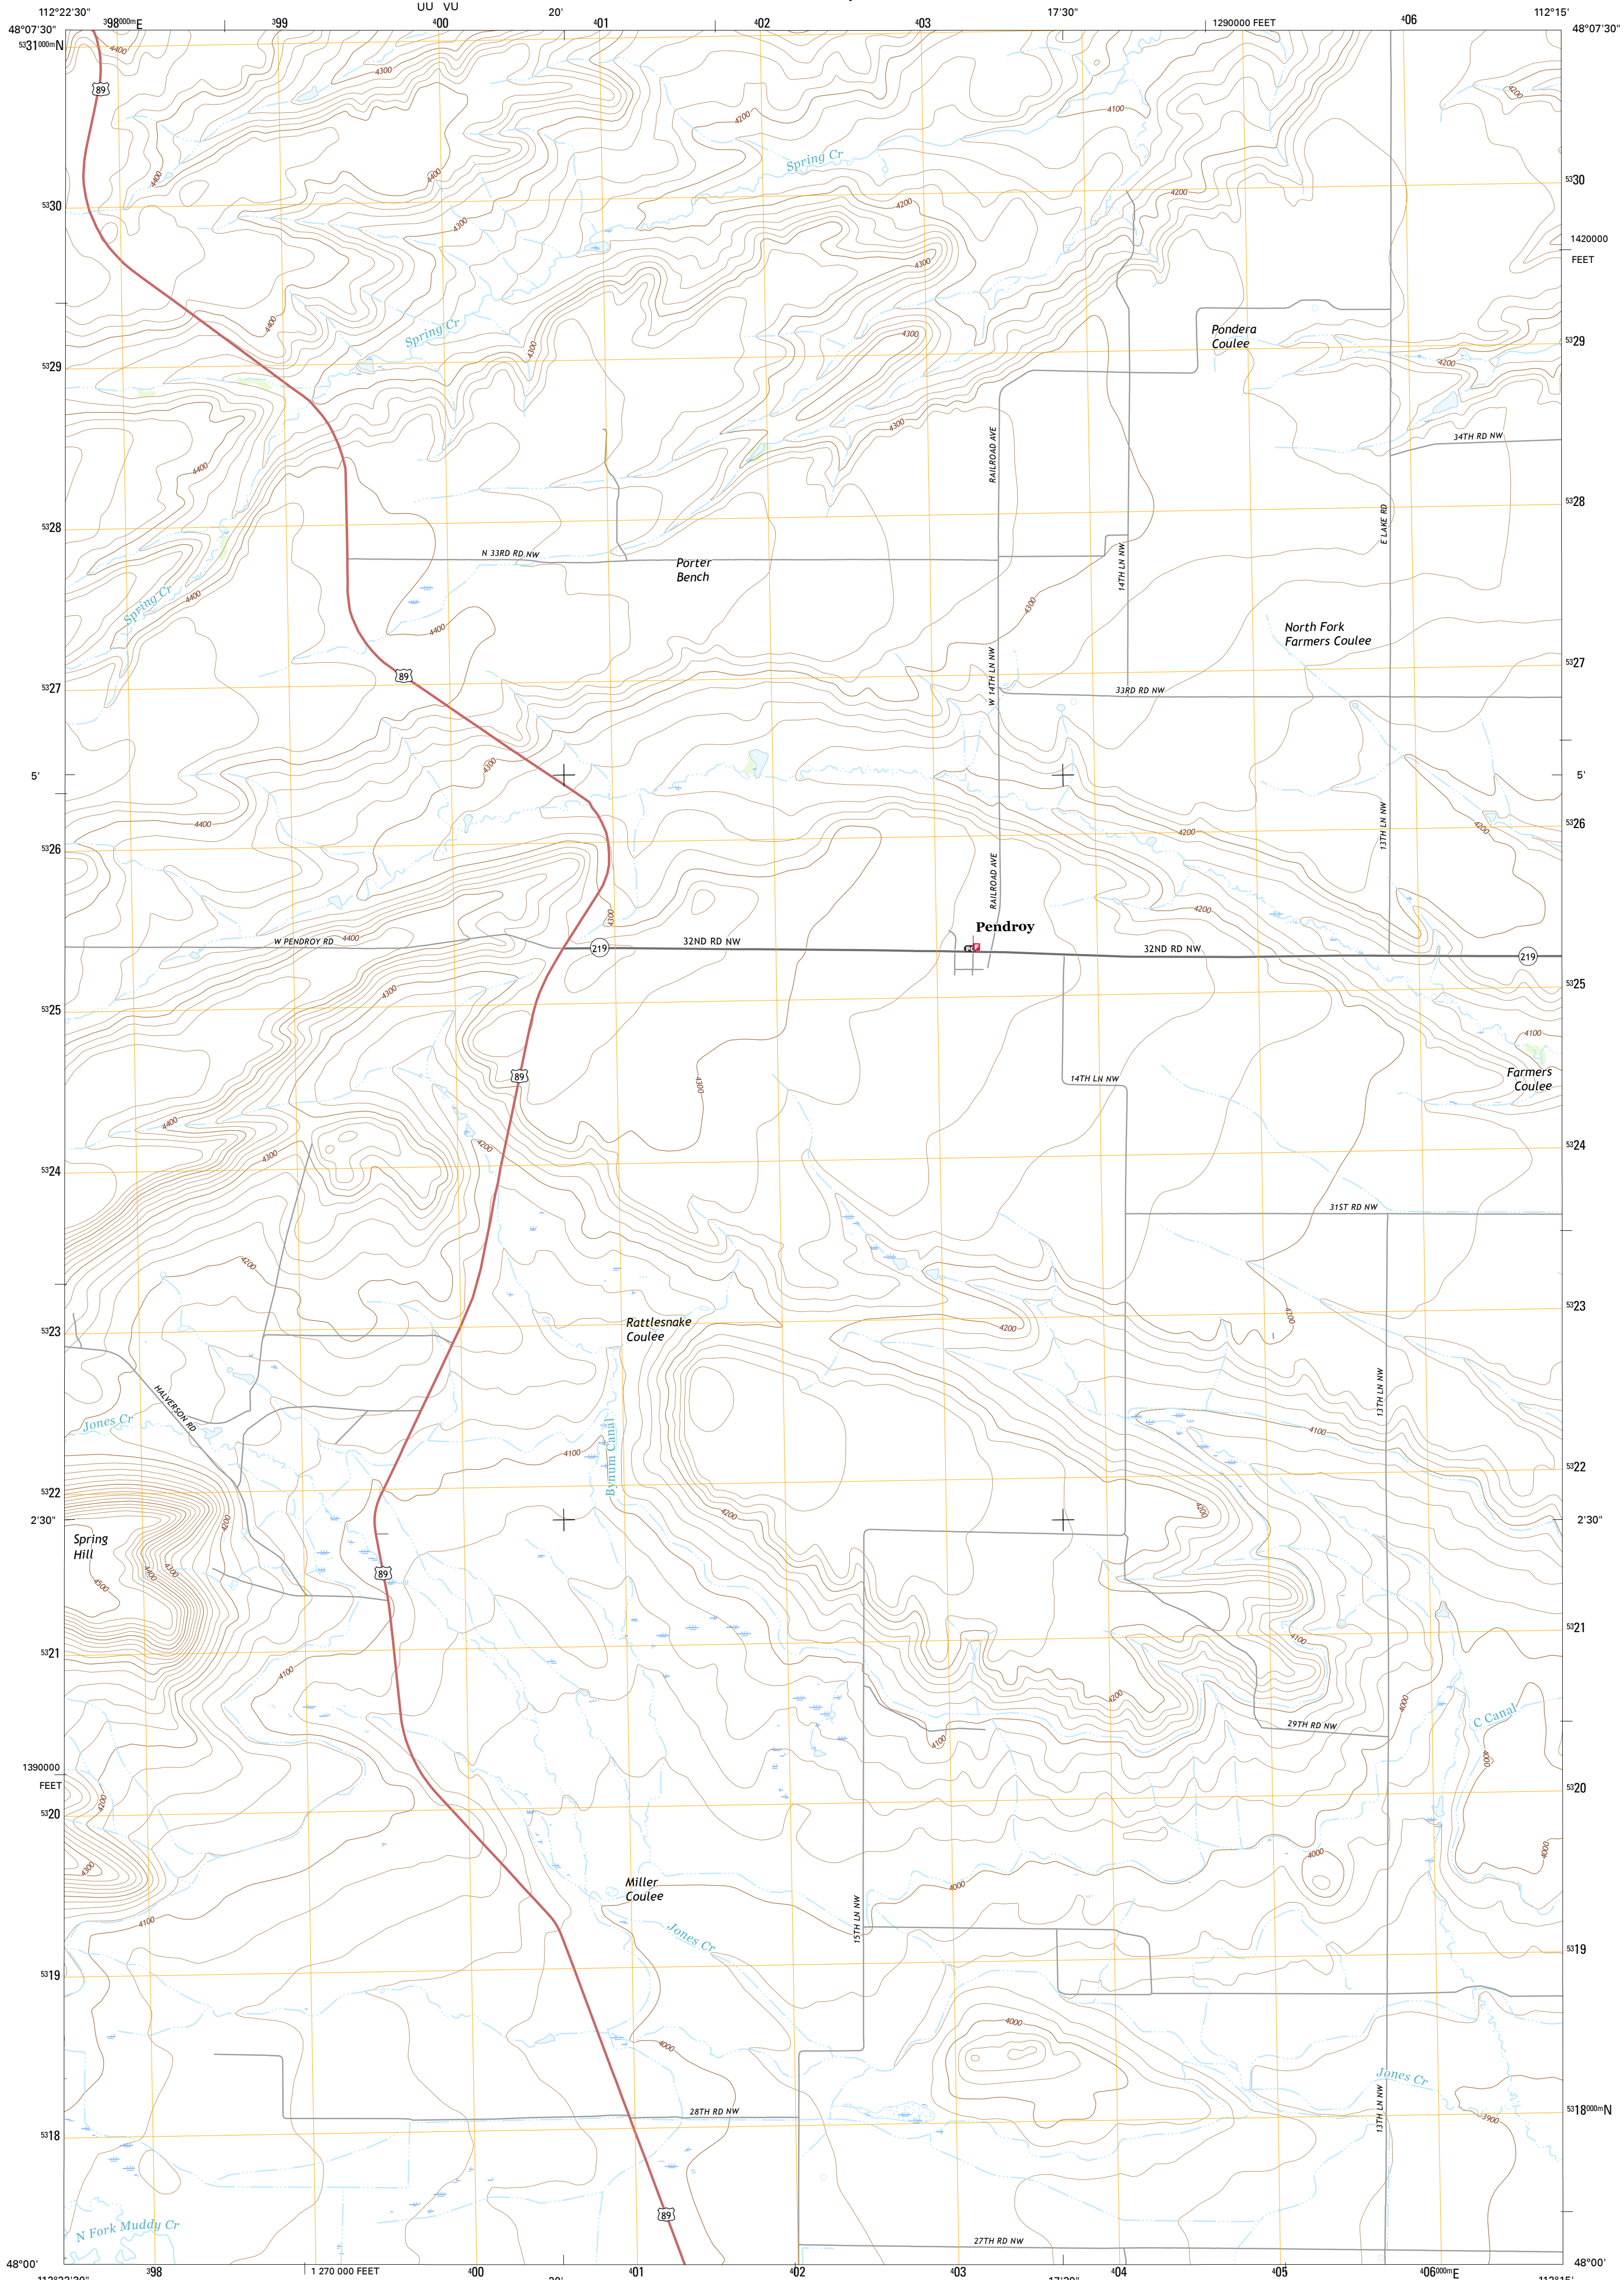 UU VU
112°22'30"
398000mE
399
400
20'
401
402
403
17'30"
1290000 FEET
406
112°15'
48°07'30"
48°07'30"
5331000mN
4400
4300
89
4200
4100
4200
Spring Cr
4400
4400
4200
4200
5330
5330
4300
4300
1420000
FEET
4400
Spring Cr
4300
4300
Pondera
Coulee
5329
5329
4200
4300
RAILROAD AVE
34TH RD NW
4400
5328
5328
E LAKE RD
N 33RD RD NW
Porter
Bench
14TH LN NW
Spring Cr
4400
4300
4400
North Fork
Farmers Coulee
5327
5327
89
W 14TH LN NW
33RD RD NW
4300
5'
5'
4400
4200
13TH LN NW
4200
5326
5326
RAILROAD AVE
4300
4200
Pendroy
W PENDROY RD
4400
219
32ND RD NW
32ND RD NW
219
4300
5325
5325
4100
89
4300
14TH LN NW
Farmers
Coulee
4400
4200
4300
5324
5324
31ST RD NW
4200
5323
5323
Rattlesnake
Coulee
4200
4200
HALVERSON RD
13TH LN NW
Jones Cr
Bynum Canal
4100
4100
5322
5322
4200
4200
4200
2'30"
2'30"
Spring
Hill
4400
4300
4500
89
5321
5321
4100
4100
4200
4000
C Canal
29TH RD NW
4100
4000
1390000
FEET
4200
5320
5320
4300
4000
4000
4000
Miller
Coulee
15TH LN NW
4100
Jones Cr
5319
5319
4000
4000
Jones Cr
28TH RD NW
13TH LN NW
3900
5318000mN
5318
N Fork Muddy Cr
89
27TH RD NW
48°00'
48°00'
398
1 270 000 FEET
400
401
402
403
404
405
406000mE